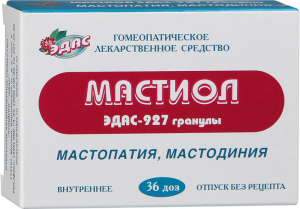 ЭДАС
ГОМЕОПАТИЧЕСКОЕ
ЛЕКАРСТВЕННОЕ СРЕДСТВО
МАСТИОЛ
ЭДАС-927 гранулы
МАСТОПАТИЯ, МАСТОДИНИЯ
ВНУТРЕННЕЕ 36 доз ОТПУСК БЕЗ РЕЦЕПТА